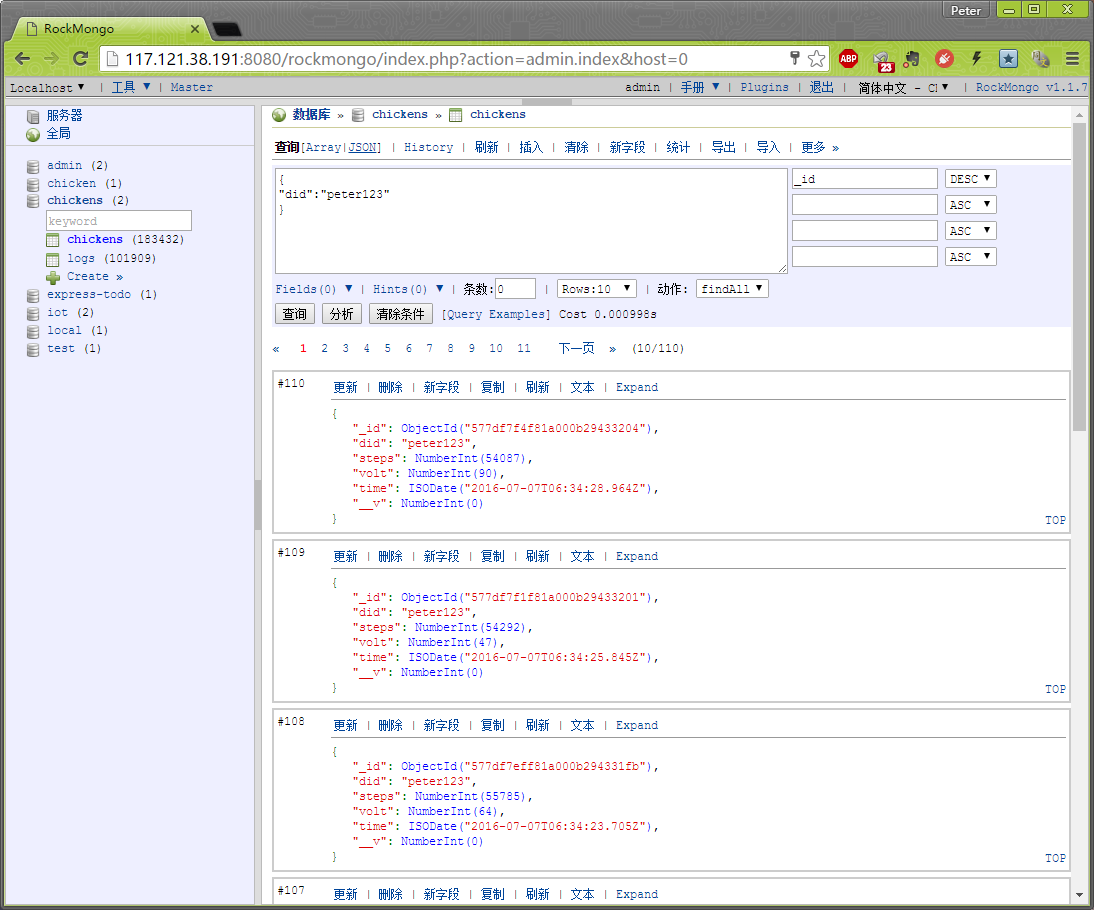 Peter
RockMongo
117.121.38.191:8080/rockmongo/index.php?action=admin.index&host=0
ABP
23
Localhost ▼ | 工具 ▼ | Master
admin | 手册 ▼ | Plugins | 退出 | 简体中文 - CI ▼ | RockMongo v1.1.7
服务器
全局
admin (2)
chicken (1)
chickens (2)
keyword
chickens (183432)
logs (101909)
Create »
express-todo (1)
iot (2)
local (1)
test (1)
数据库 » chickens » chickens
查询[Array|JSON] | History | 刷新 | 插入 | 清除 | 新字段 | 统计 | 导出 | 导入 | 更多 »
{
"did":"peter123"
}
_id DESC ▼
ASC ▼
ASC ▼
ASC ▼
Fields(0) ▼ | Hints(0) ▼ | 条数:0 | Rows:10 ▼ | 动作: findAll ▼
查询 分析 清除条件 [Query Examples] Cost 0.000998s
« 1 2 3 4 5 6 7 8 9 10 11 下一页 » (10/110)
#110 更新 | 删除 | 新字段 | 复制 | 刷新 | 文本 | Expand
{
"_id": ObjectId("577df7f4f81a000b29433204"),
"did": "peter123",
"steps": NumberInt(54087),
"volt": NumberInt(90),
"time": ISODate("2016-07-07T06:34:28.964Z"),
"__v": NumberInt(0)
}
TOP
#109 更新 | 删除 | 新字段 | 复制 | 刷新 | 文本 | Expand
{
"_id": ObjectId("577df7f1f81a000b29433201"),
"did": "peter123",
"steps": NumberInt(54292),
"volt": NumberInt(47),
"time": ISODate("2016-07-07T06:34:25.845Z"),
"__v": NumberInt(0)
}
TOP
#108 更新 | 删除 | 新字段 | 复制 | 刷新 | 文本 | Expand
{
"_id": ObjectId("577df7eff81a000b294331fb"),
"did": "peter123",
"steps": NumberInt(55785),
"volt": NumberInt(64),
"time": ISODate("2016-07-07T06:34:23.705Z"),
"__v": NumberInt(0)
}
TOP
#107 更新 | 删除 | 新字段 | 复制 | 刷新 | 文本 | Expand